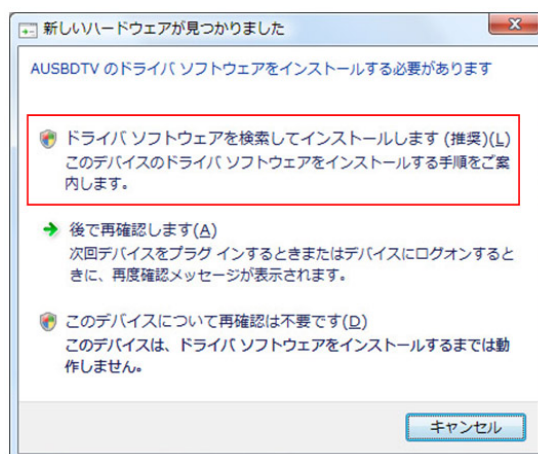 新しいハードウェアが見つかりました
AUSBDTV のドライバ ソフトウェアをインストールする必要があります
ドライバ ソフトウェアを検索してインストールします (推奨)(L)
このデバイスのドライバ ソフトウェアをインストールする手順をご案
内します。
後で再確認します(A)
次回デバイスをプラグ インするときまたはデバイスにログオンすると
きに、再度確認メッセージが表示されます。
このデバイスについて再確認は不要です(D)
このデバイスは、ドライバ ソフトウェアをインストールするまでは動
作しません。
キャンセル